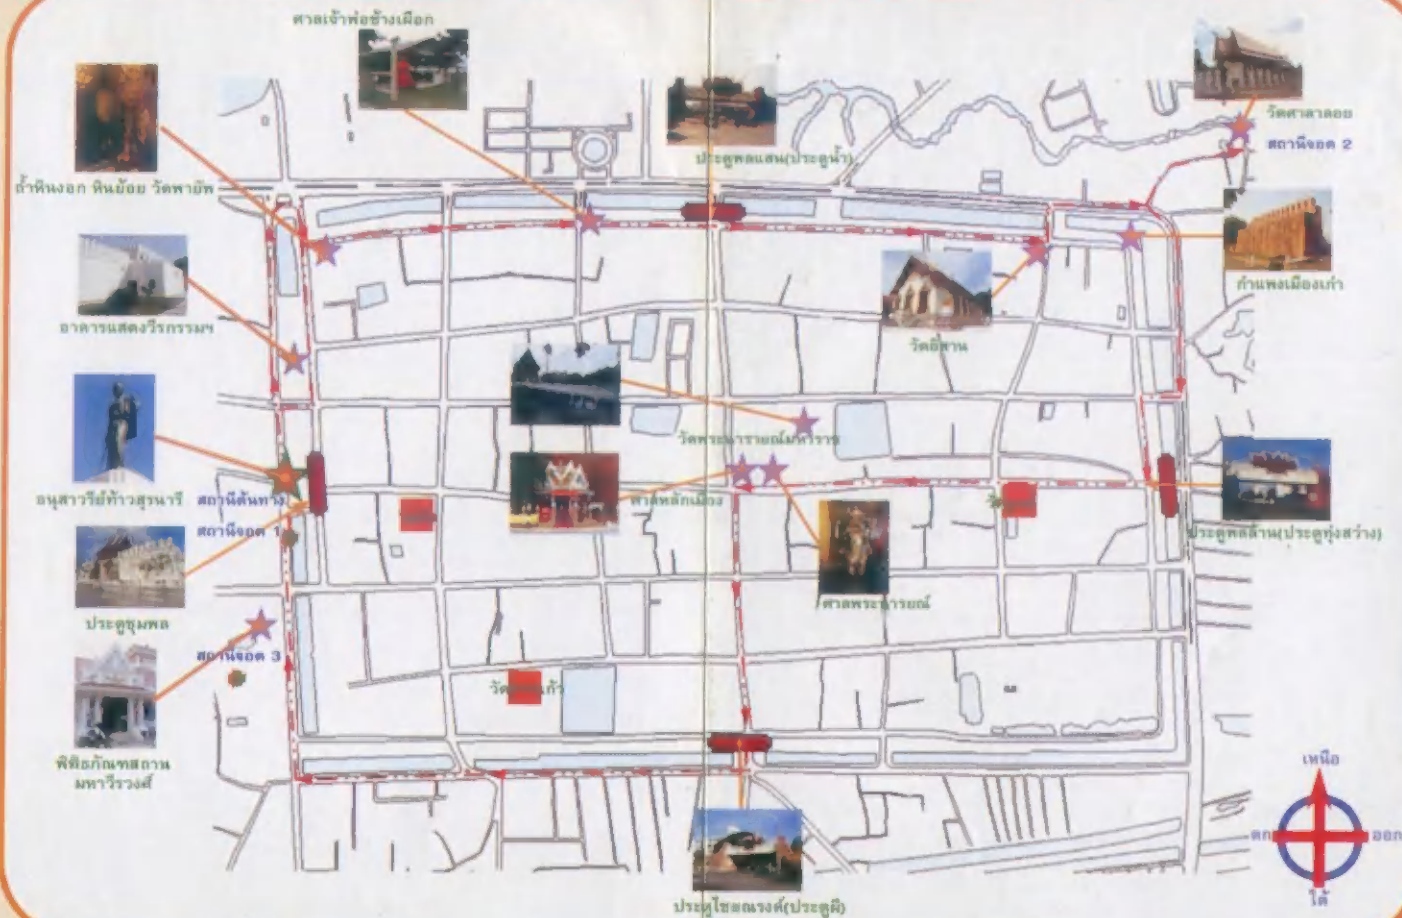 ศาลเจ้าพ่อช้างเผือก
วัดศาลาลอย
สถานีจอด 2
ประตูพลแสน(ประตูน้ำ)
ถ้ำหินงอก หินย้อย วัดพายัพ
กำแพงเมืองเก่า
อาคารแสดงวีรกรรมฯ
วัดอิสาน
วัดพระนารายณ์มหาราช
อนุสาวรีย์ท้าวสุรนารี
สถานีต้นทาง
ศาลหลักเมือง
สถานีจอด 1
ประตูพลล้าน(ประตูทุ่งสว่าง)
ศาลพระนารายณ์
ประตูชุมพล
สถานีจอด 3
พิพิธภัณฑสถาน
มหาวีรวงศ์
เหนือ
ตก
ออก
ใต้
ประตูไชยณรงค์(ประตูผี)